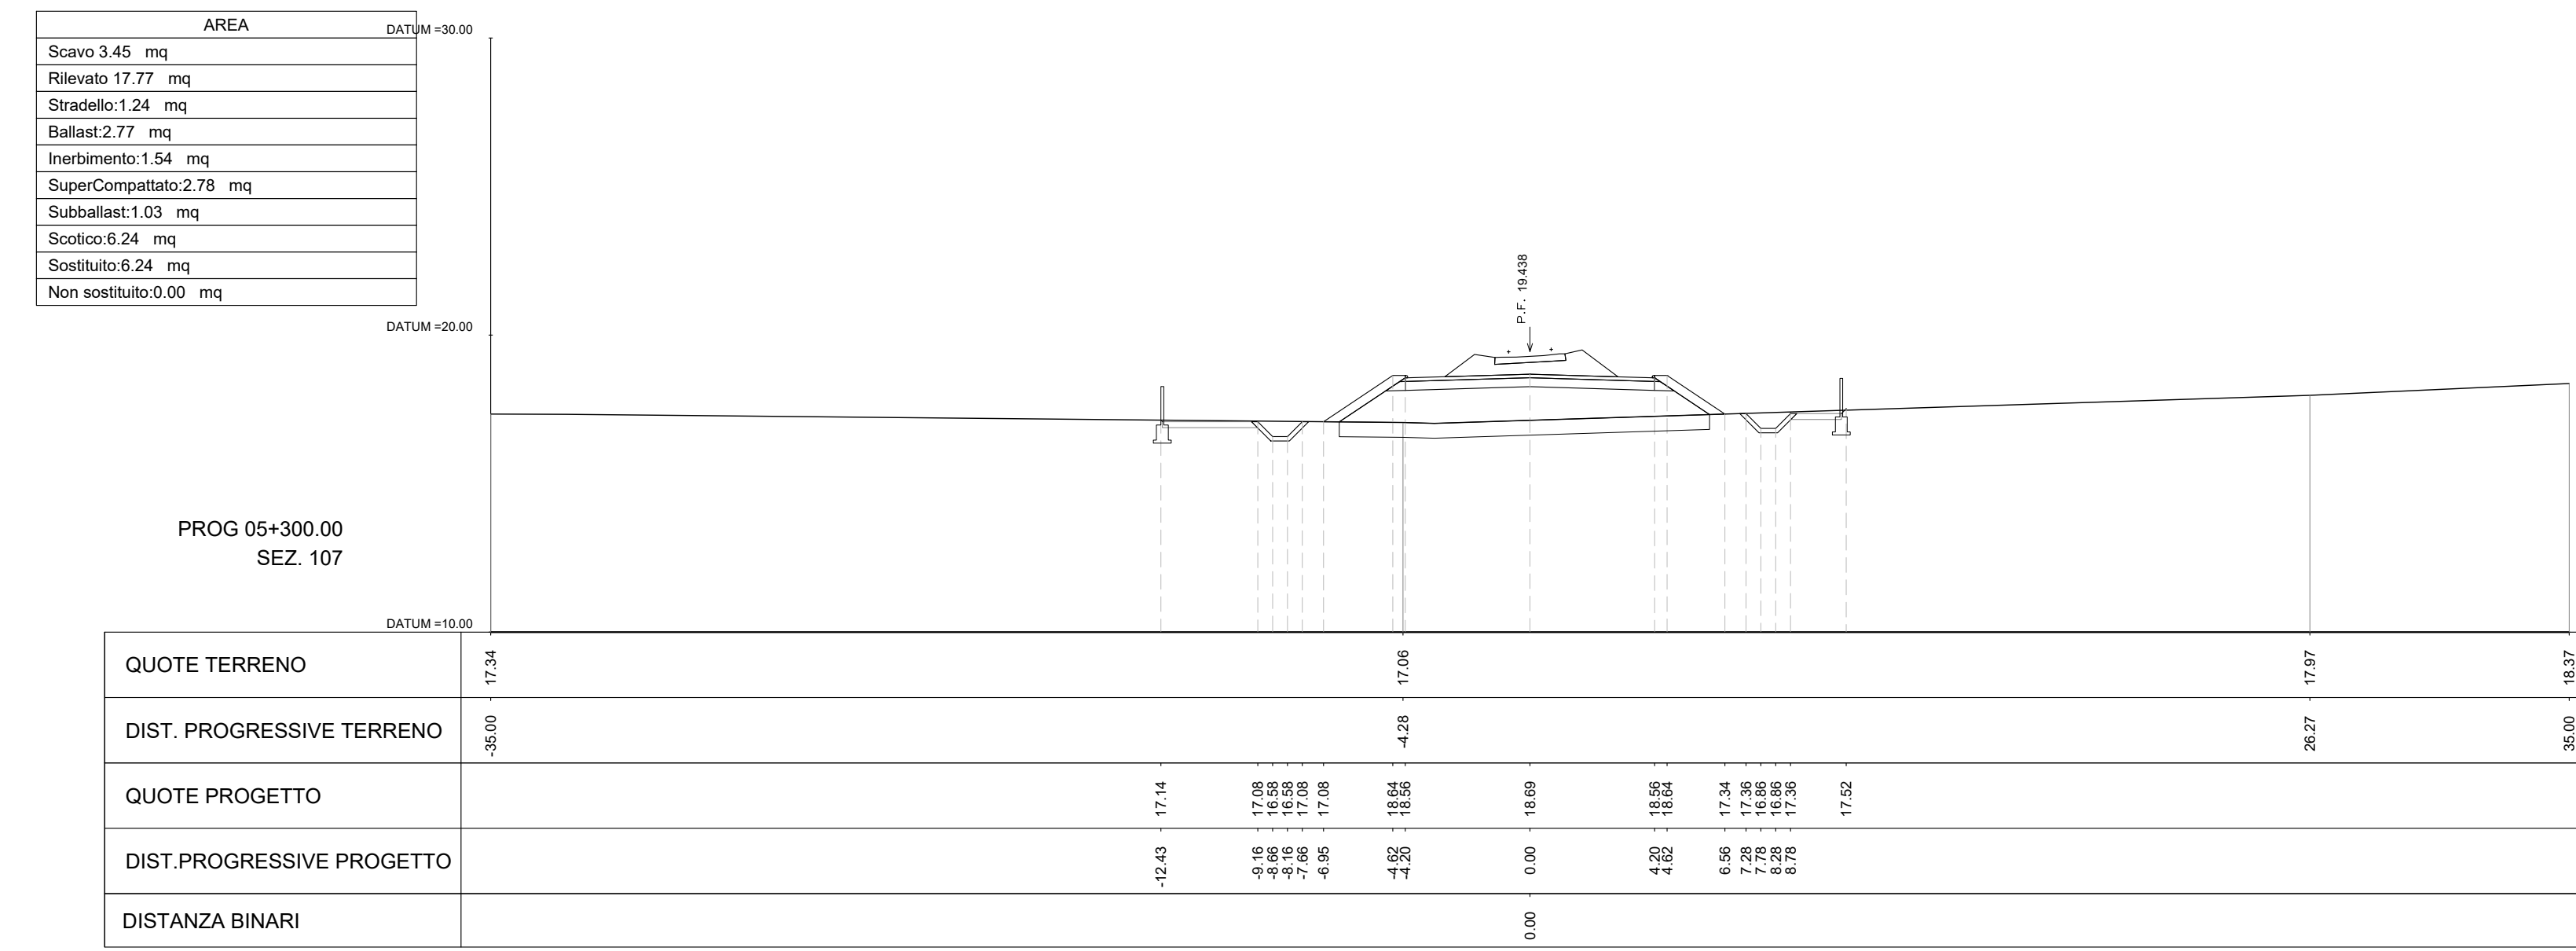 AREA
Scavo 3.45 mq
Rilevato 17.77 mq
Stradello:1.24 mq
Ballast:2.77 mq
Inerbimento:1.54 mq
SuperCompattato:2.78 mq
Subballast:1.03 mq
Scotico:6.24 mq
Sostituito:6.24 mq
Non sostituito:0.00 mq
DATUM =30.00
DATUM =20.00
P.F. 19.438
PROG 05+300.00
SEZ. 107
DATUM =10.00
QUOTE TERRENO 17.34 17.06 17.97 18.37
DIST. PROGRESSIVE TERRENO -35.00 -4.28 26.27 35.00
QUOTE PROGETTO 17.14 17.08 16.58 16.58 17.08 17.08 18.64 18.56 18.69 18.56 18.64 17.34 17.36 16.86 16.86 17.36 17.52
DIST.PROGRESSIVE PROGETTO -12.43 -9.16 -8.66 -8.16 -7.66 -6.95 -4.62 -4.20 0.00 4.20 4.62 6.56 7.28 7.78 8.28 8.78
DISTANZA BINARI 0.00